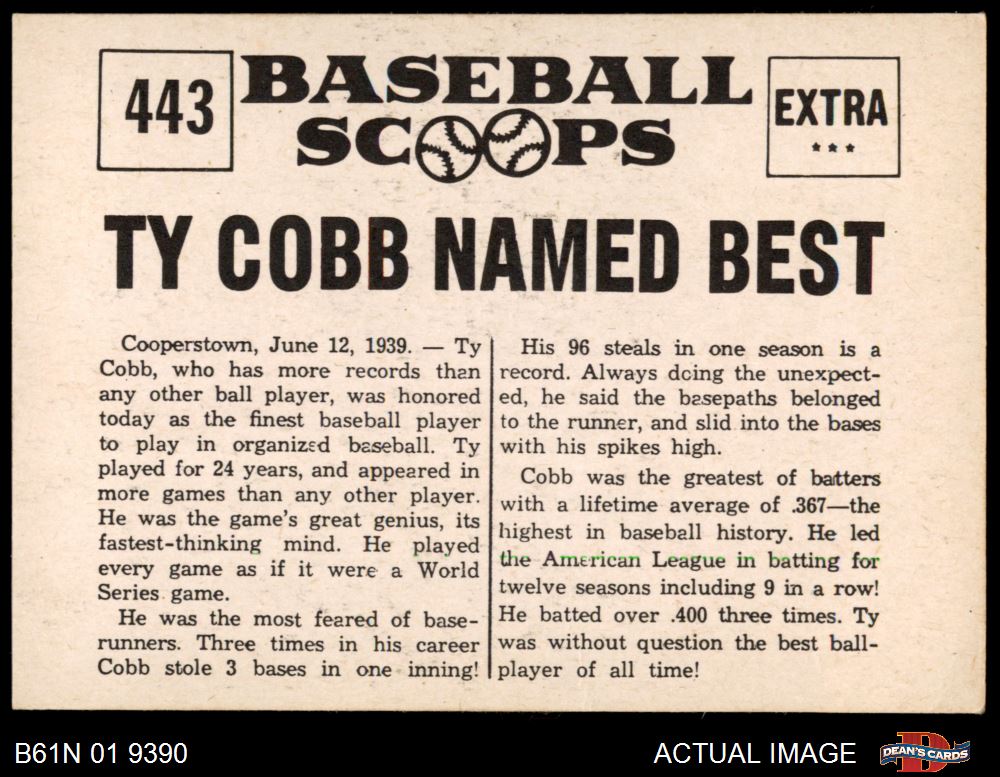 443
BASEBALL
SCOOPS
EXTRA
***
TY COBB NAMED BEST
Cooperstown, June 12, 1939. — Ty
Cobb, who has more records than
any other ball player, was honored
today as the finest baseball player
to play in organized baseball. Ty
played for 24 years, and appeared in
more games than any other player.
He was the game's great genius, its
fastest-thinking mind. He played
every game as if it were a World
Series game.
He was the most feared of base-
runners. Three times in his career
Cobb stole 3 bases in one inning!
His 96 steals in one season is a
record. Always doing the unexpect-
ed, he said the basepaths belonged
to the runner, and slid into the bases
with his spikes high.
Cobb was the greatest of batters
with a lifetime average of .367—the
highest in baseball history. He led
the American League in batting for
twelve seasons including 9 in a row!
He batted over .400 three times. Ty
was without question the best ball-
player of all time!
B61N 01 9390
ACTUAL IMAGE
DEAN'S CARDS